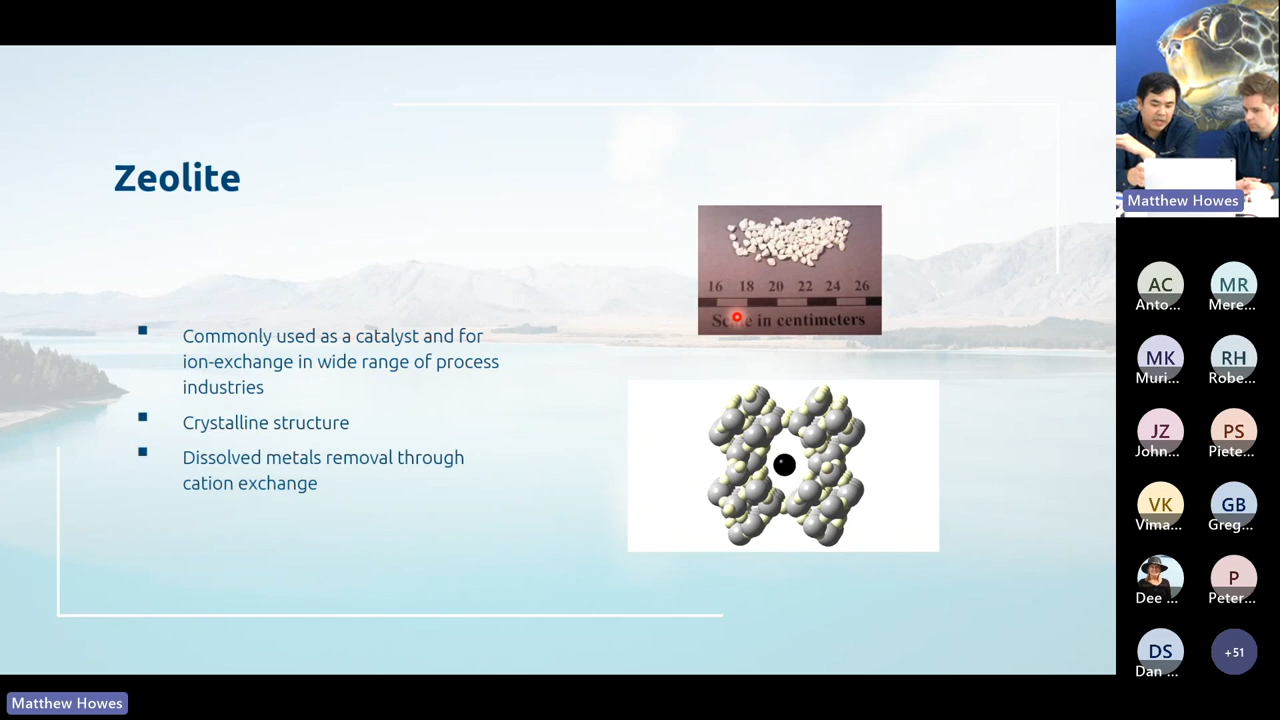 Zeolite
Commonly used as a catalyst and for
ion-exchange in wide range of process
industries
Crystalline structure
Dissolved metals removal through
cation exchange
16 18 20 22 24 26
Scale in centimeters
Matthew Howes
AC
Anto...
MR
Mere...
MK
Muri...
RH
Robe...
JZ
John...
PS
Piete...
VK
Vima...
GB
Greg...
Dee ...
P
Peter...
DS
Dan ...
+51
Matthew Howes